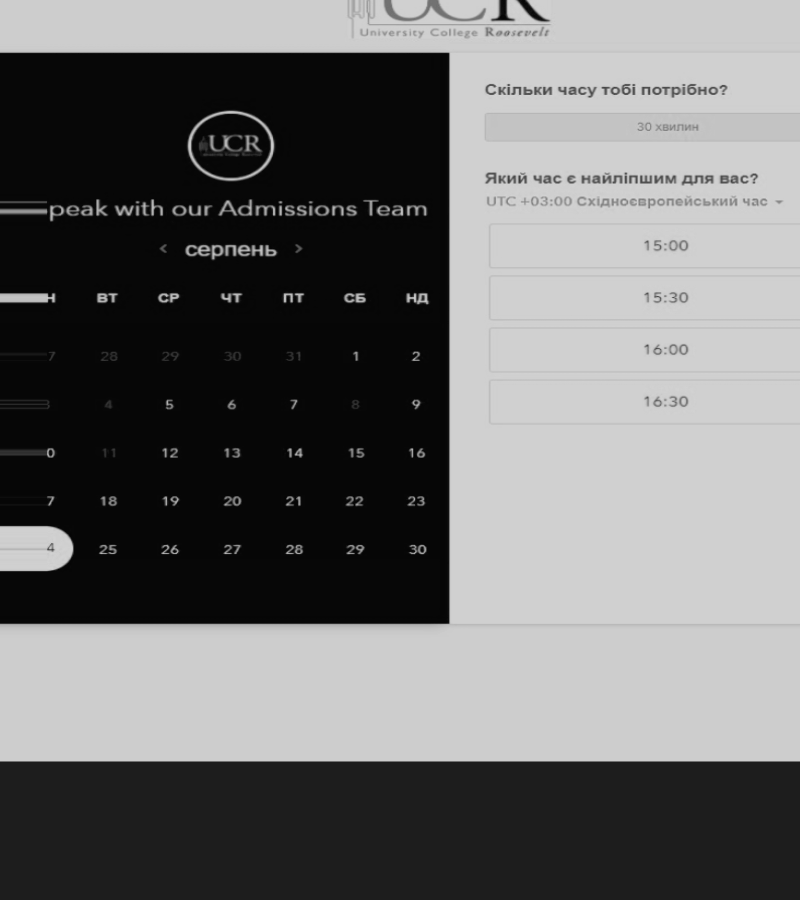 UCR
University College Roosevelt
UCR
peak with our Admissions Team
< серпень >
Н ВТ СР ЧТ ПТ СБ НД
7 28 29 30 31 1 2
3 4 5 6 7 8 9
0 11 12 13 14 15 16
7 18 19 20 21 22 23
4 25 26 27 28 29 30
Скільки часу тобі потрібно?
30 хвилин
Який час є найліпшим для вас?
UTC +03:00 Східноєвропейський час
15:00
15:30
16:00
16:30